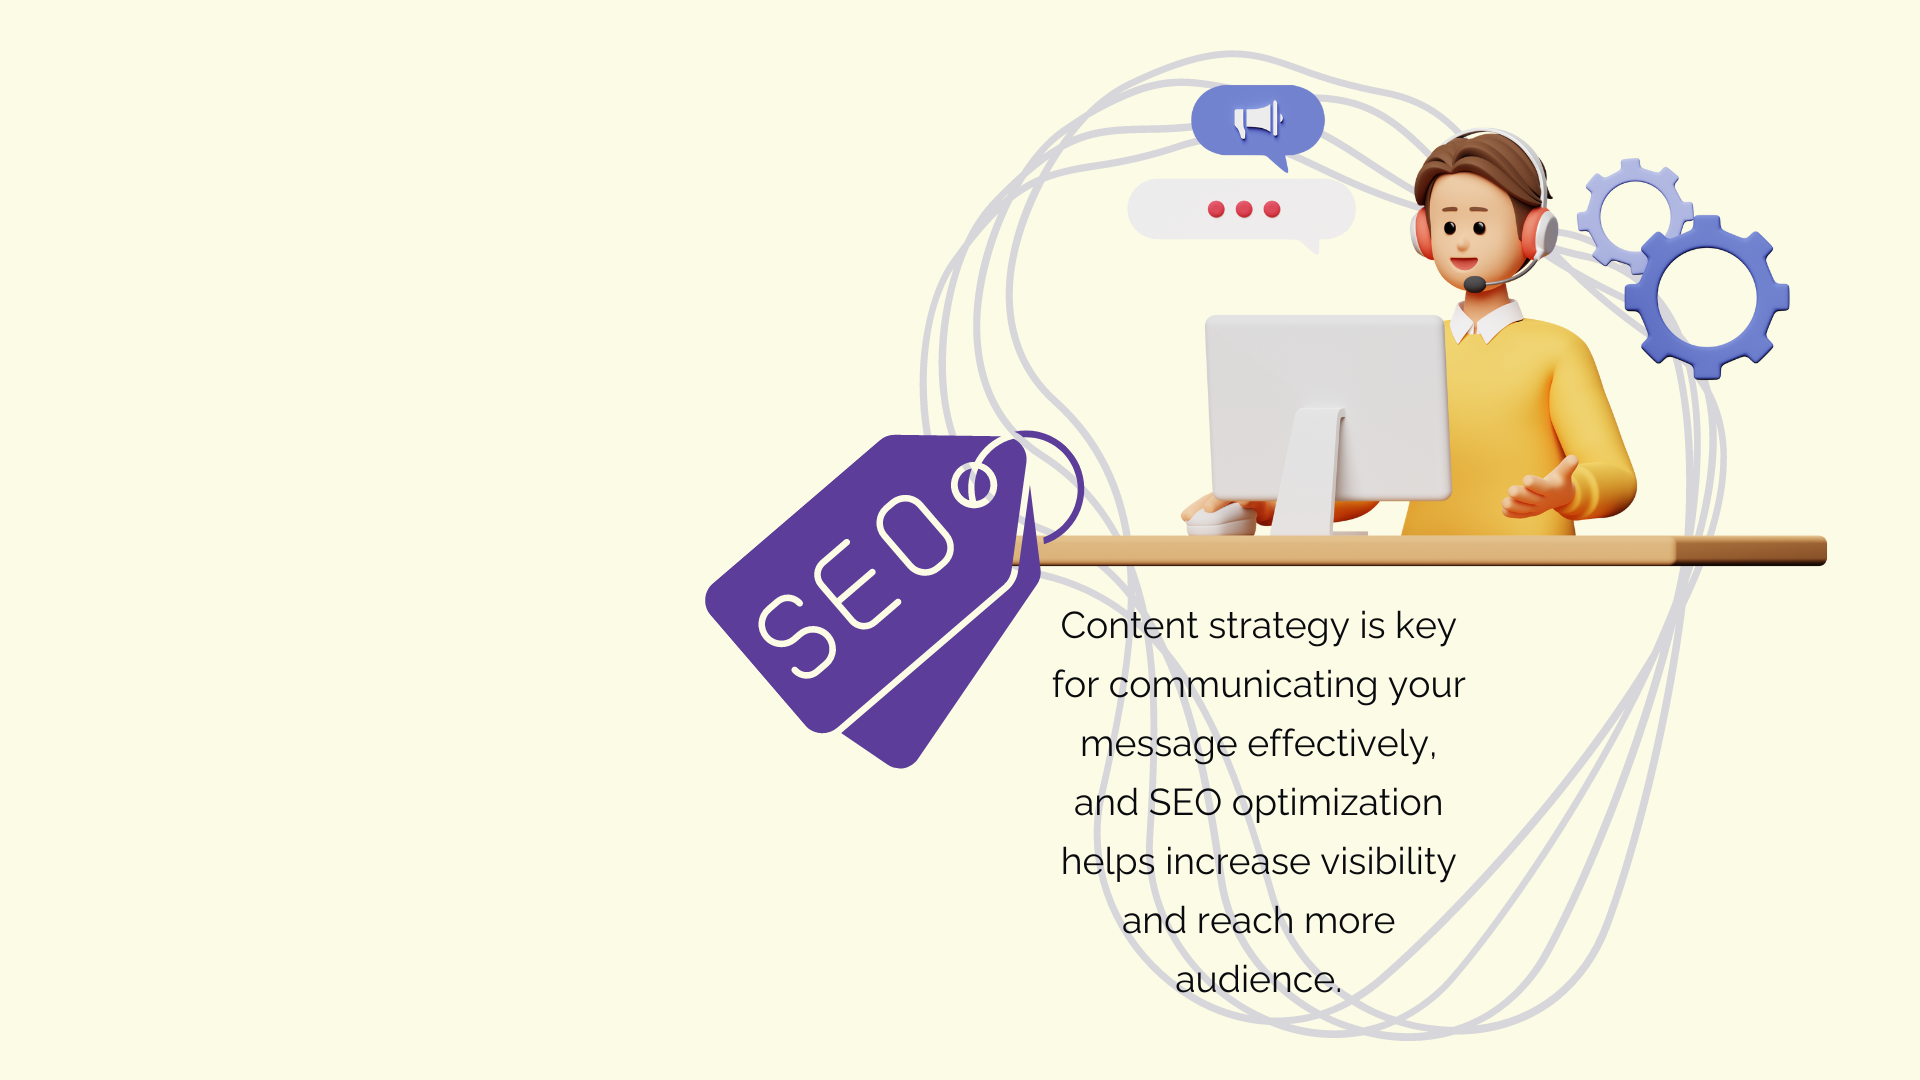 SEO
Content strategy is key
for communicating your
message effectively,
and SEO optimization
helps increase visibility
and reach more
audience.